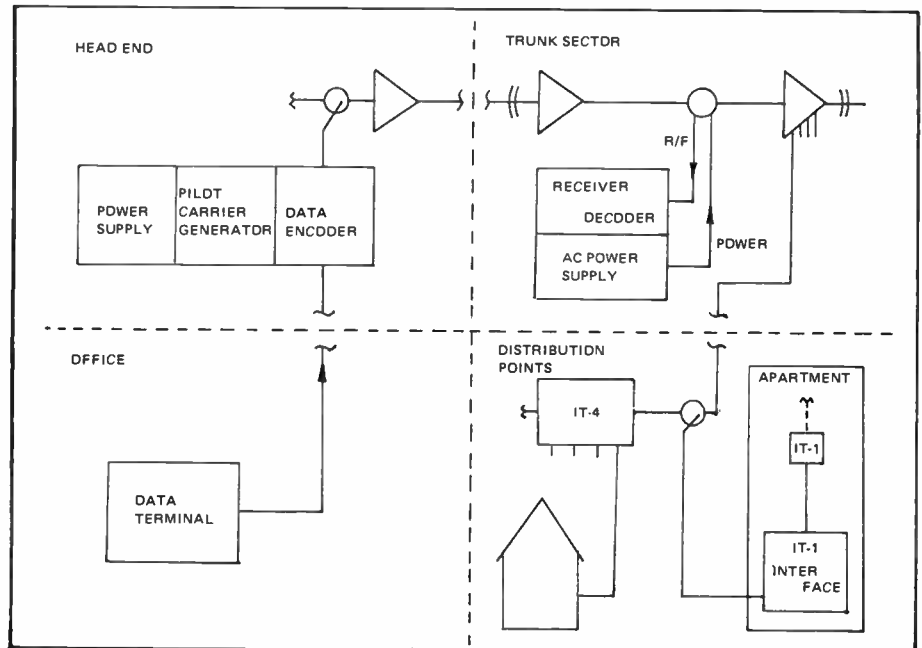 HEAD END
TRUNK SECTOR
POWER
SUPPLY
PILOT
CARRIER
GENERATOR
DATA
ENCODER
R/F
RECEIVER
DECODER
AC POWER
SUPPLY
POWER
OFFICE
DATA
TERMINAL
DISTRIBUTION
POINTS
IT-4
APARTMENT
IT-1
IT-1
INTER
FACE